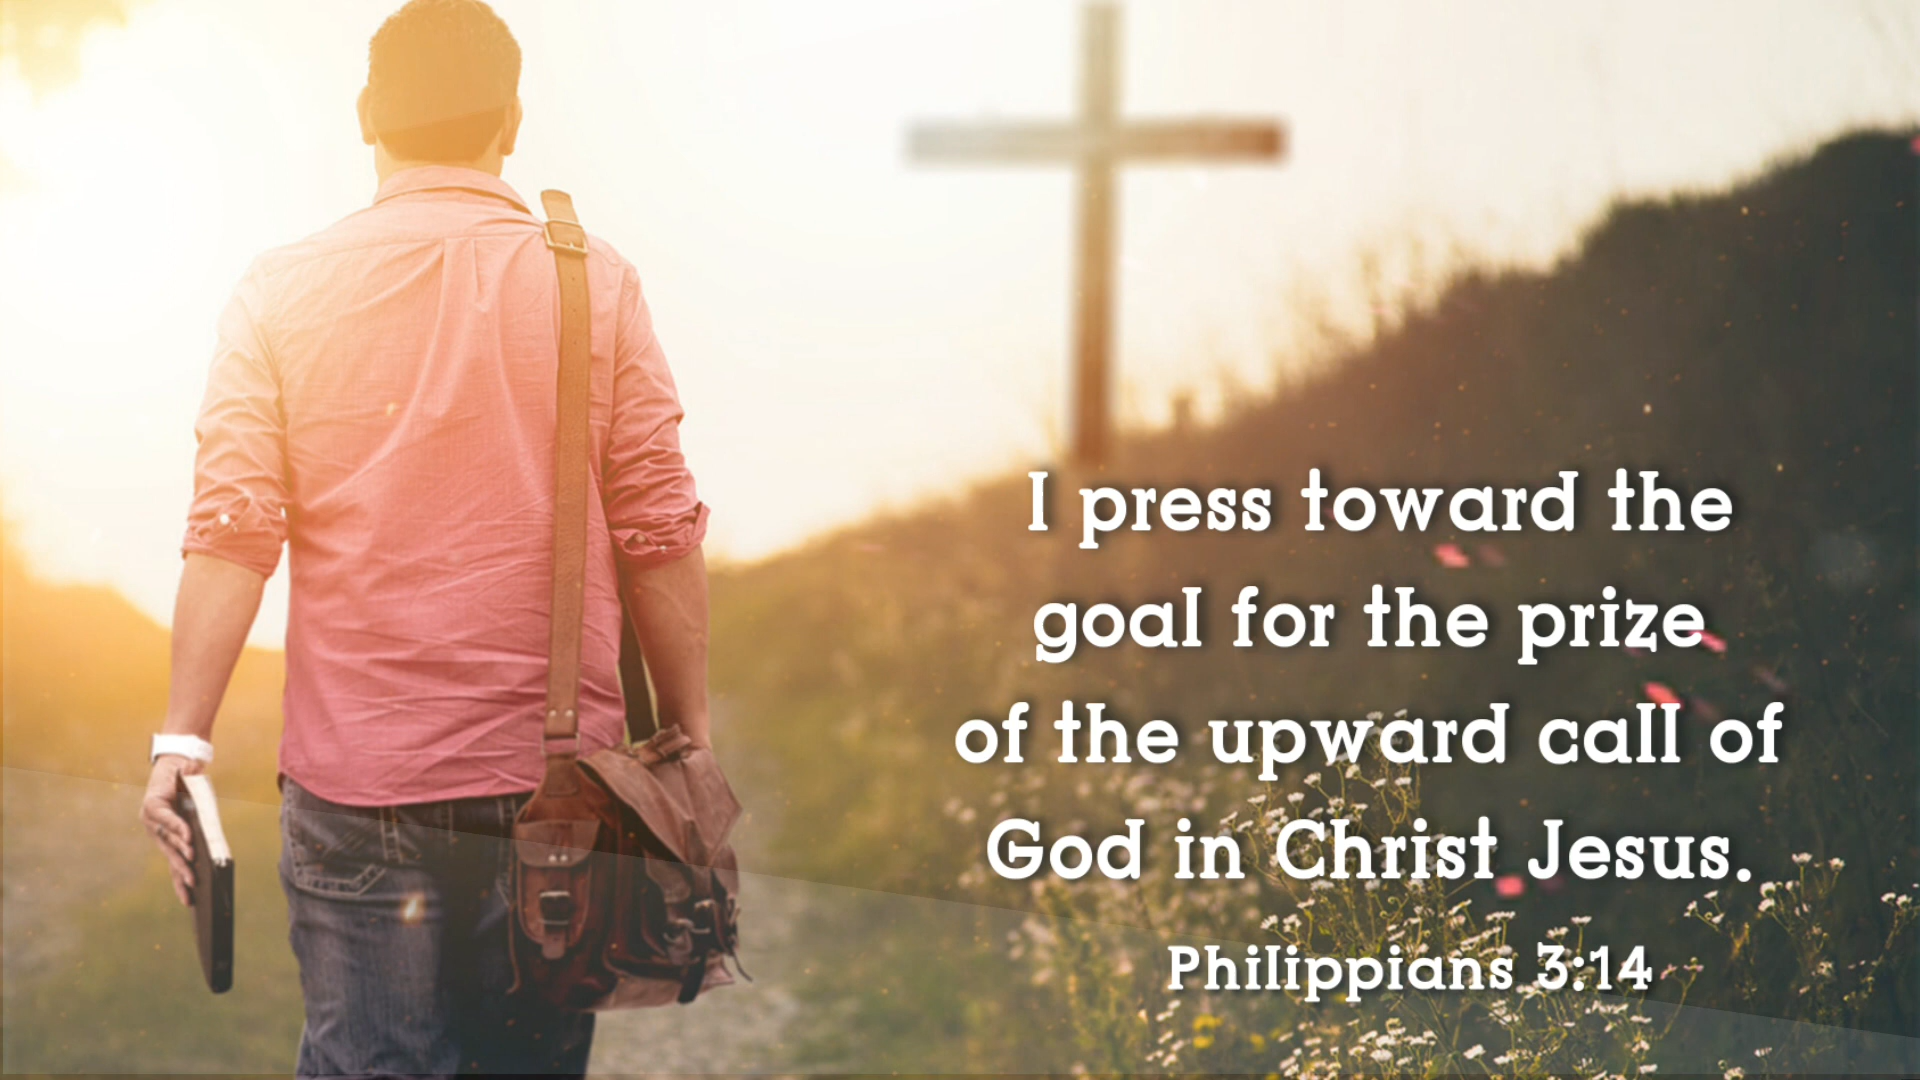 I press toward the
goal for the prize
of the upward call of
God in Christ Jesus.
Philippians 3:14